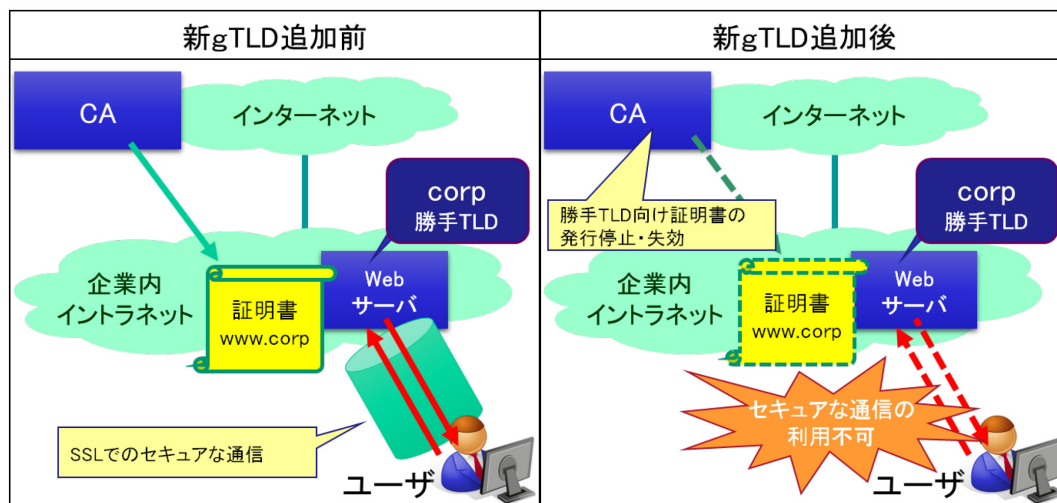 新gTLD追加前
CA
インターネット
corp
勝手TLD
企業内
イントラネット
Web
サーバ
証明書
www.corp
SSLでのセキュアな通信
ユーザ
新gTLD追加後
CA
インターネット
勝手TLD向け証明書の
発行停止・失効
corp
勝手TLD
企業内
イントラネット
Web
サーバ
証明書
www.corp
セキュアな通信の
利用不可
ユーザ